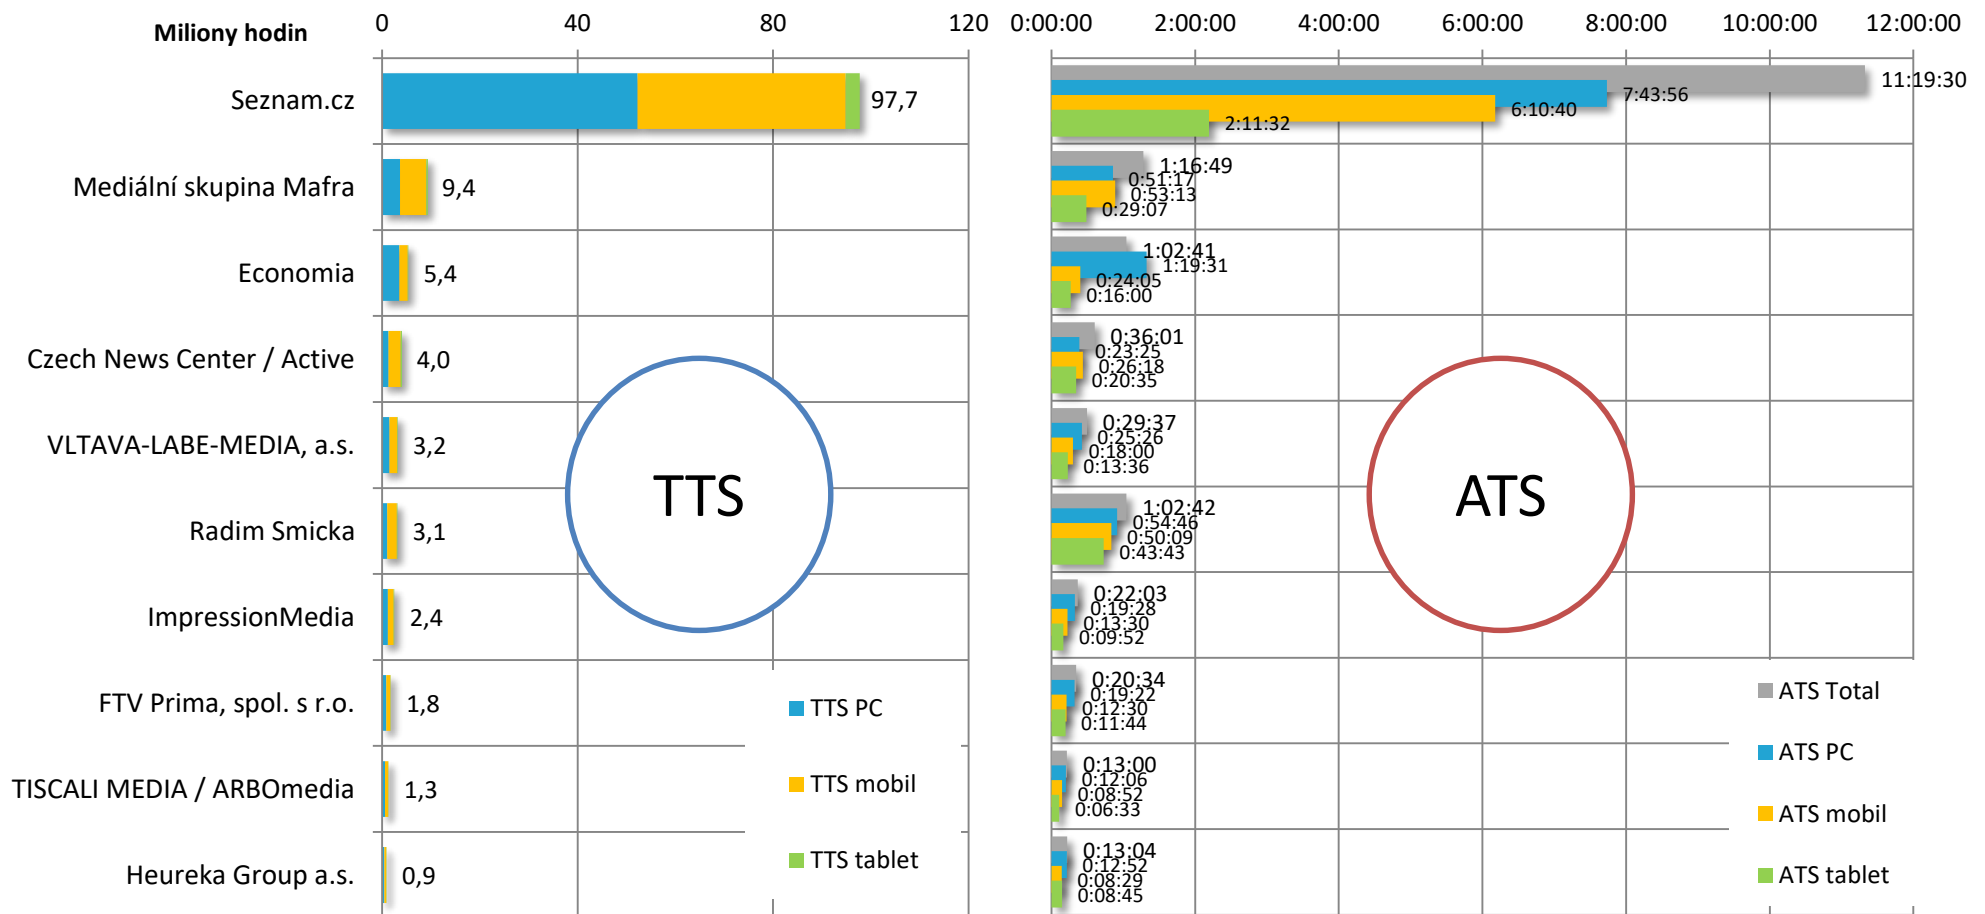 Miliony hodin
0 40 80 120
0:00:00 2:00:00 4:00:00 6:00:00 8:00:00 10:00:00 12:00:00
Seznam.cz 97,7
11:19:30
7:43:56
6:10:40
2:11:32
Mediální skupina Mafra 9,4
1:16:49
0:51:17
0:53:13
0:29:07
Economia 5,4
1:02:41
1:19:31
0:24:05
0:16:00
Czech News Center / Active 4,0
0:36:01
0:23:25
0:26:18
0:20:35
VLTAVA-LABE-MEDIA, a.s. 3,2
0:29:37
0:25:26
0:18:00
0:13:36
Radim Smicka 3,1
1:02:42
0:54:46
0:50:09
0:43:43
ImpressionMedia 2,4
0:22:03
0:19:28
0:13:30
0:09:52
FTV Prima, spol. s r.o. 1,8
0:20:34
0:19:22
0:12:30
0:11:44
TISCALI MEDIA / ARBOmedia 1,3
0:13:00
0:12:06
0:08:52
0:06:33
Heureka Group a.s. 0,9
0:13:04
0:12:52
0:08:29
0:08:45
TTS
ATS
TTS PC
TTS mobil
TTS tablet
ATS Total
ATS PC
ATS mobil
ATS tablet